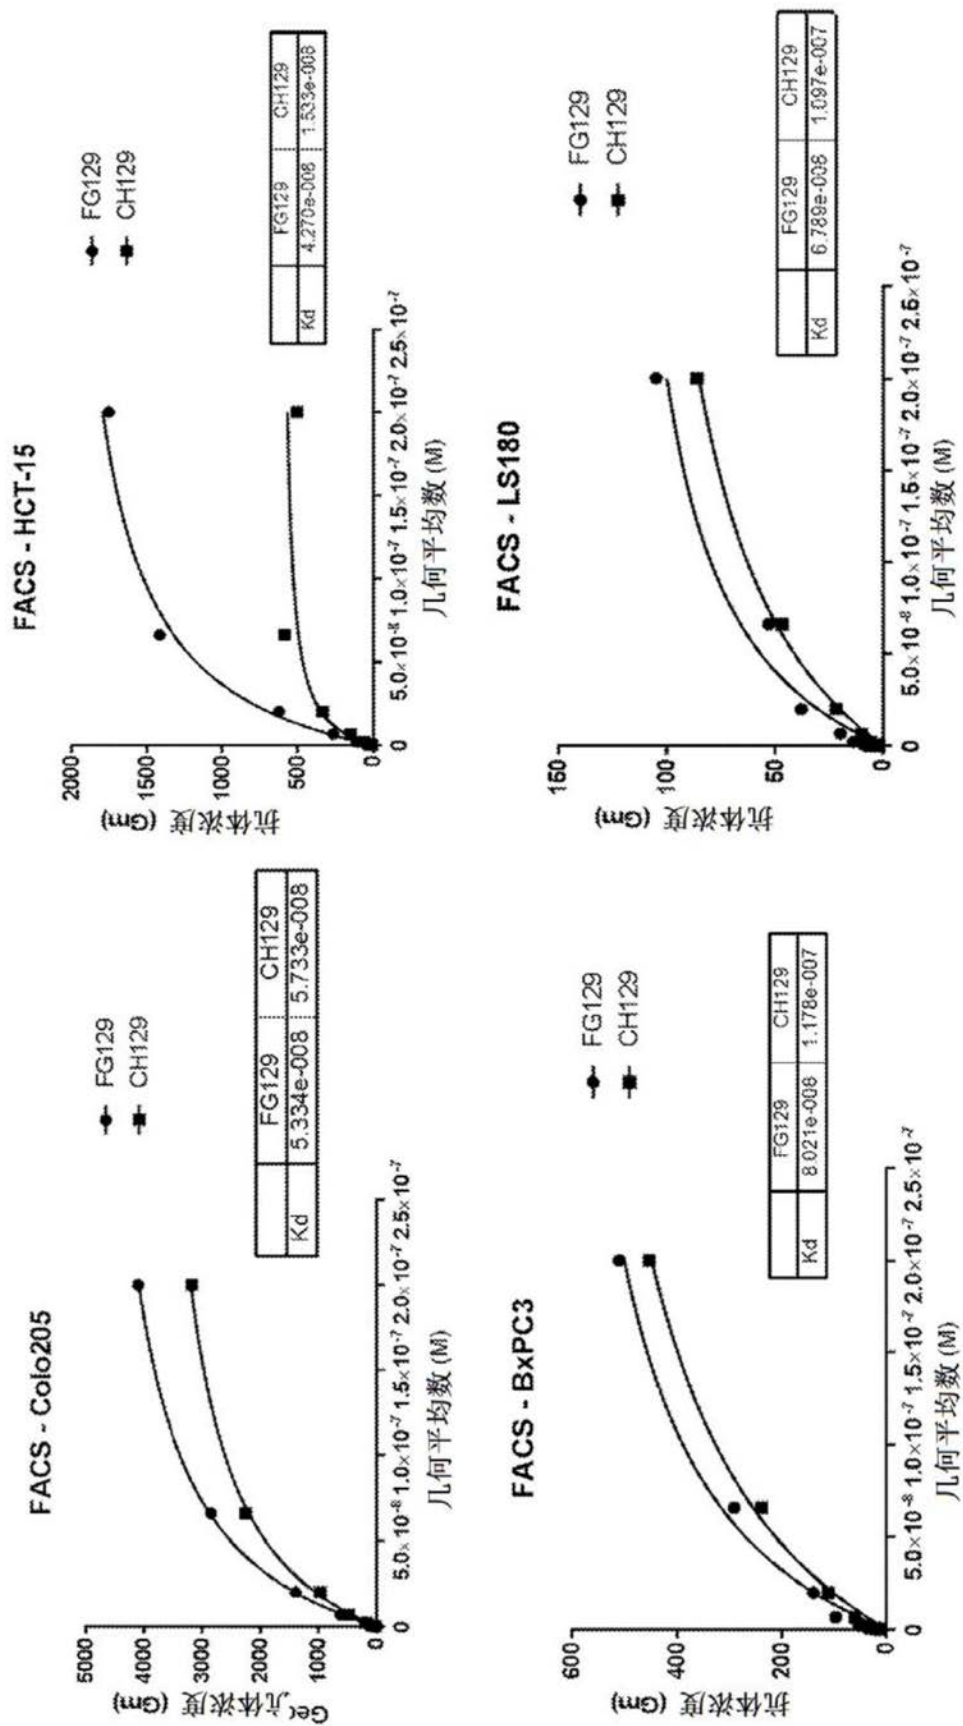 FACS - Colo205
5000
4000
3000
2000
1000
0
抗体浓度 (Gm)
0
5.0×10⁻⁸
1.0×10⁻⁷
1.5×10⁻⁷
2.0×10⁻⁷
2.5×10⁻⁷
几何平均数 (M)
FG129
CH129
FG129 CH129
Kd 5.334e-008 5.733e-008
FACS - HCT-15
2000
1500
1000
500
0
抗体浓度 (Gm)
0
5.0×10⁻⁸
1.0×10⁻⁷
1.5×10⁻⁷
2.0×10⁻⁷
2.5×10⁻⁷
几何平均数 (M)
FG129
CH129
FG129 CH129
Kd 4.270e-008 1.533e-008
FACS - BxPC3
600
400
200
0
抗体浓度 (Gm)
0
5.0×10⁻⁸
1.0×10⁻⁷
1.5×10⁻⁷
2.0×10⁻⁷
2.5×10⁻⁷
几何平均数 (M)
FG129
CH129
FG129 CH129
Kd 8.021e-008 1.178e-007
FACS - LS180
150
100
50
0
抗体浓度 (Gm)
0
5.0×10⁻⁸
1.0×10⁻⁷
1.5×10⁻⁷
2.0×10⁻⁷
2.5×10⁻⁷
几何平均数 (M)
FG129
CH129
FG129 CH129
Kd 6.789e-008 1.097e-007